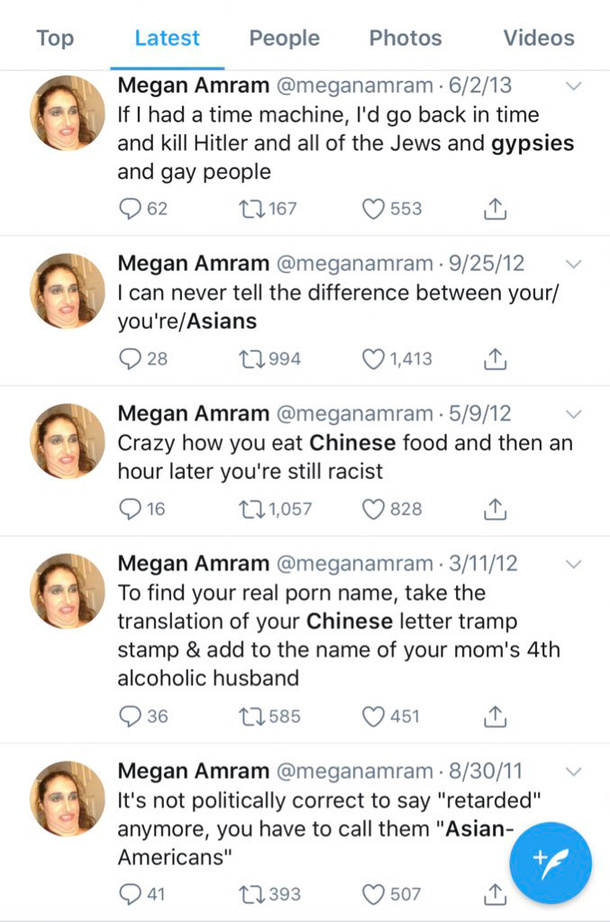 Top Latest People Photos Videos
Megan Amram @meganamram · 6/2/13
If I had a time machine, I'd go back in time
and kill Hitler and all of the Jews and gypsies
and gay people
62 167 553
Megan Amram @meganamram · 9/25/12
I can never tell the difference between your/
you're/Asians
28 994 1,413
Megan Amram @meganamram · 5/9/12
Crazy how you eat Chinese food and then an
hour later you're still racist
16 1,057 828
Megan Amram @meganamram · 3/11/12
To find your real porn name, take the
translation of your Chinese letter tramp
stamp & add to the name of your mom's 4th
alcoholic husband
36 585 451
Megan Amram @meganamram · 8/30/11
It's not politically correct to say "retarded"
anymore, you have to call them "Asian-
Americans"
41 393 507